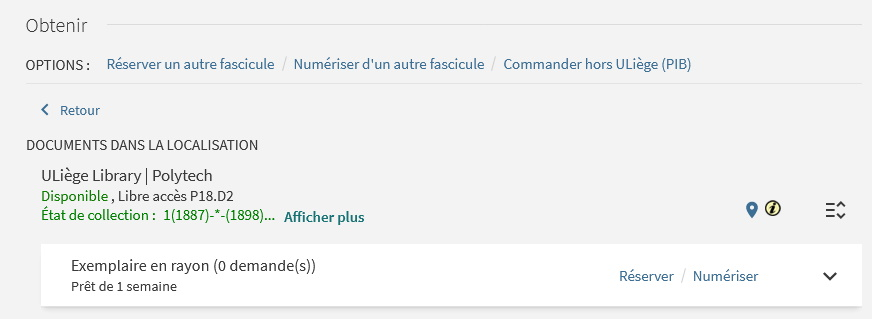 Obtenir
OPTIONS : Réserver un autre fascicule / Numériser d'un autre fascicule / Commander hors ULiège (PIB)
Retour
DOCUMENTS DANS LA LOCALISATION
ULiège Library | Polytech
Disponible , Libre accès P18.D2
État de collection : 1(1887)-*-(1898)... Afficher plus
Exemplaire en rayon (0 demande(s))
Réserver / Numériser
Prêt de 1 semaine